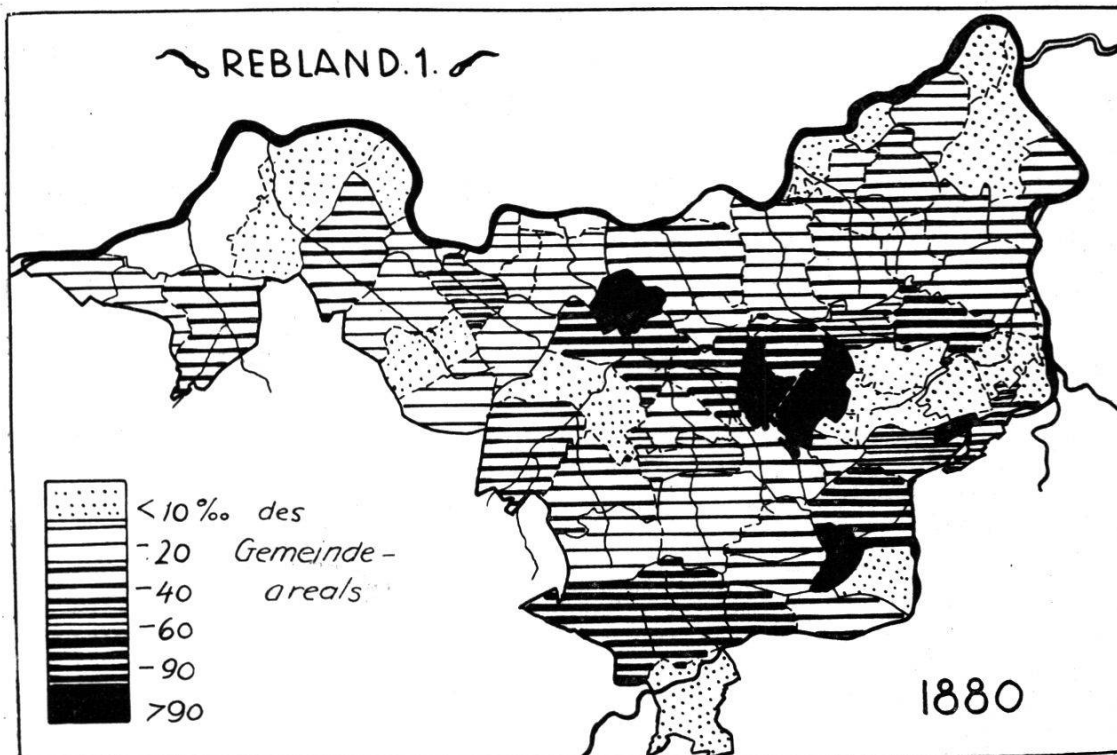 REBLAND.1.
<10‰ des
-20 Gemeinde-
-40 areals
-60
-90
>90
1880